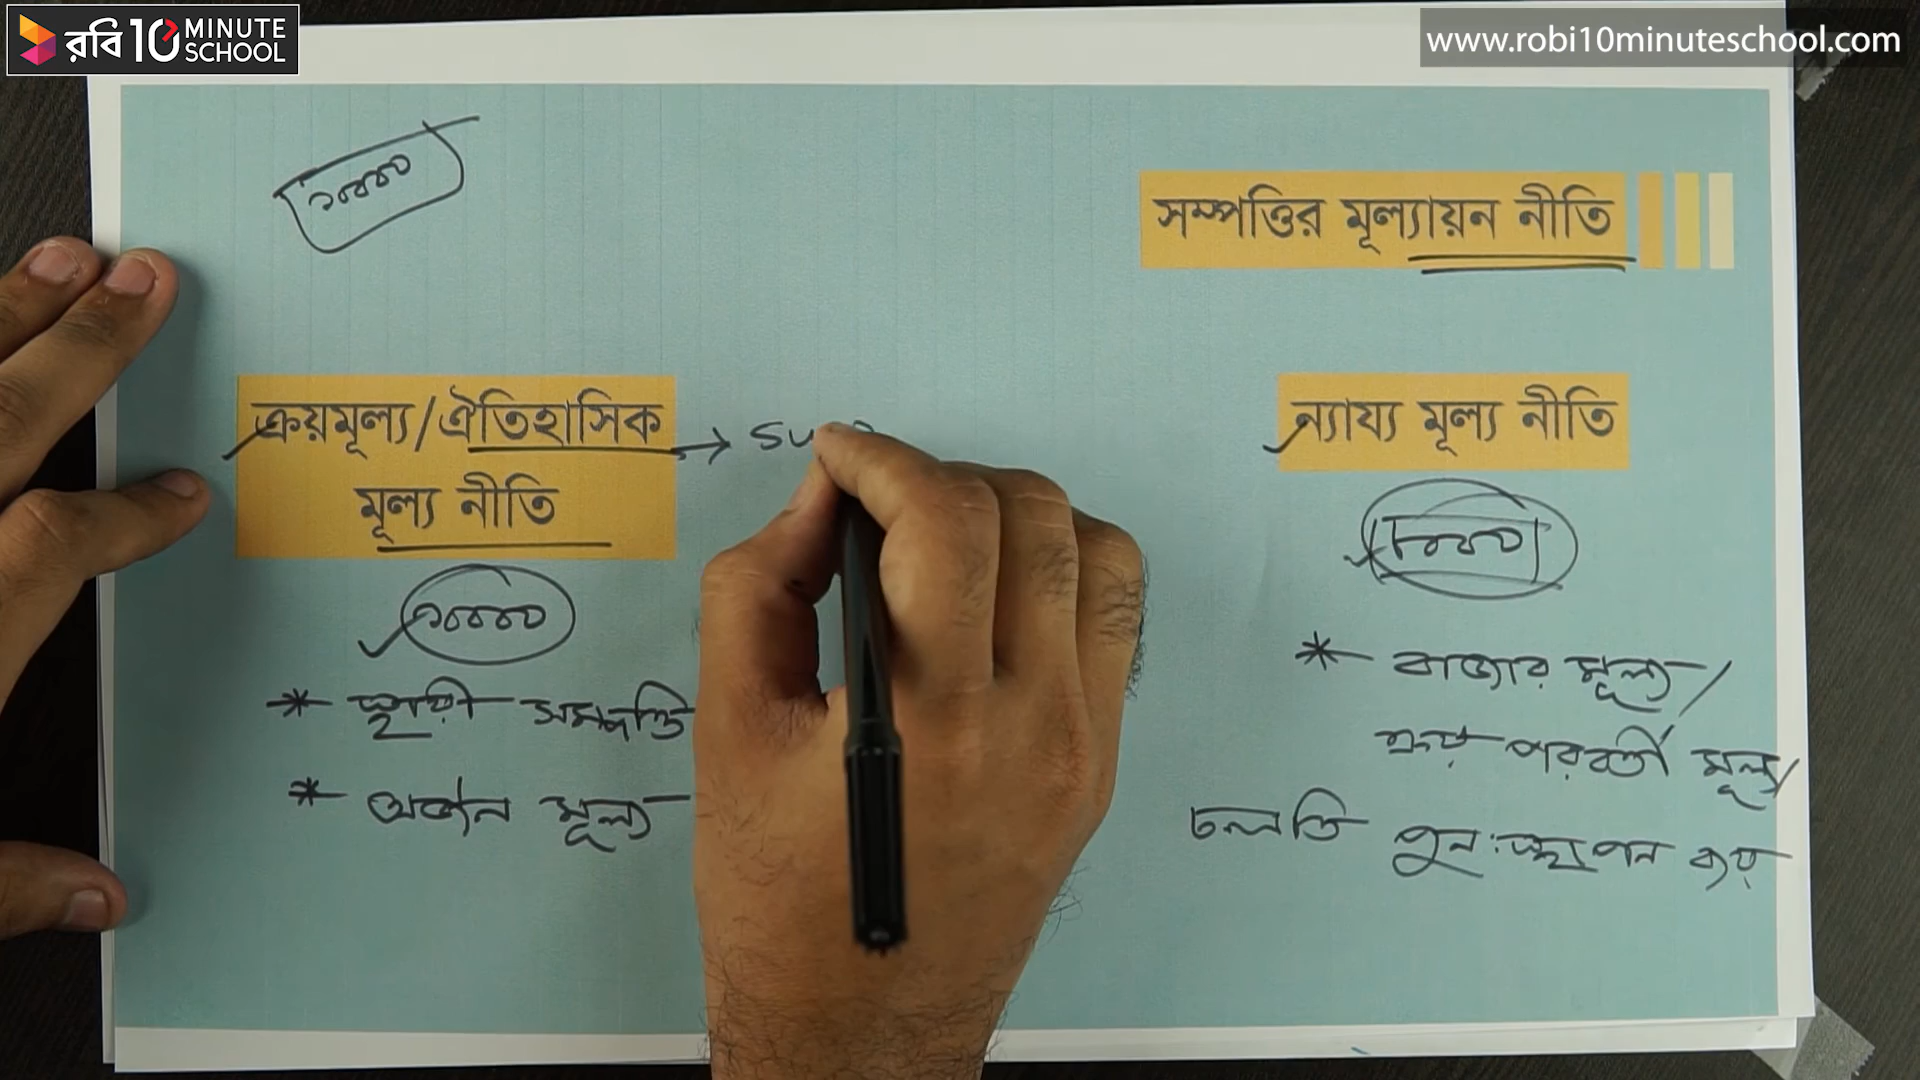 রবি 10 MINUTE SCHOOL
www.robi10minuteschool.com
১০০০০
সম্পত্তির মূল্যায়ন নীতি
ক্রয়মূল্য/ঐতিহাসিক
মূল্য নীতি
১০০০০
* স্থায়ী সম্পত্তি
* অর্জন মূল্য
ন্যায্য মূল্য নীতি
৮০০০
* বাজার মূল্য/
ক্রয় পরবর্তী মূল্য/
চলতি পুনঃস্থাপন ব্যয়